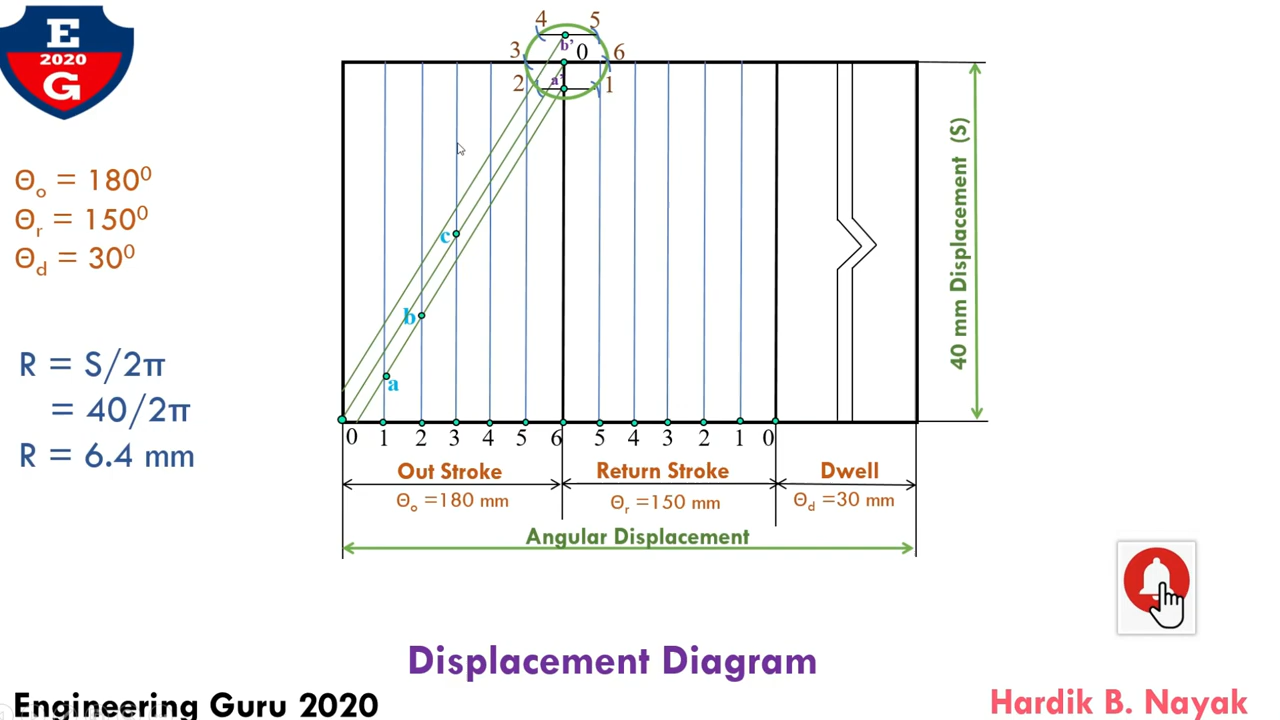 E
2020
G
4 5
b' 0
3 6
2 a' 1
Θo = 180⁰
Θr = 150⁰
Θd = 30⁰
40 mm Displacement (S)
c
b
a
R = S/2π
= 40/2π
R = 6.4 mm
0 1 2 3 4 5 6 5 4 3 2 1 0
Out Stroke Return Stroke Dwell
Θo =180 mm Θr =150 mm Θd =30 mm
Angular Displacement
Displacement Diagram
Engineering Guru 2020
Hardik B. Nayak